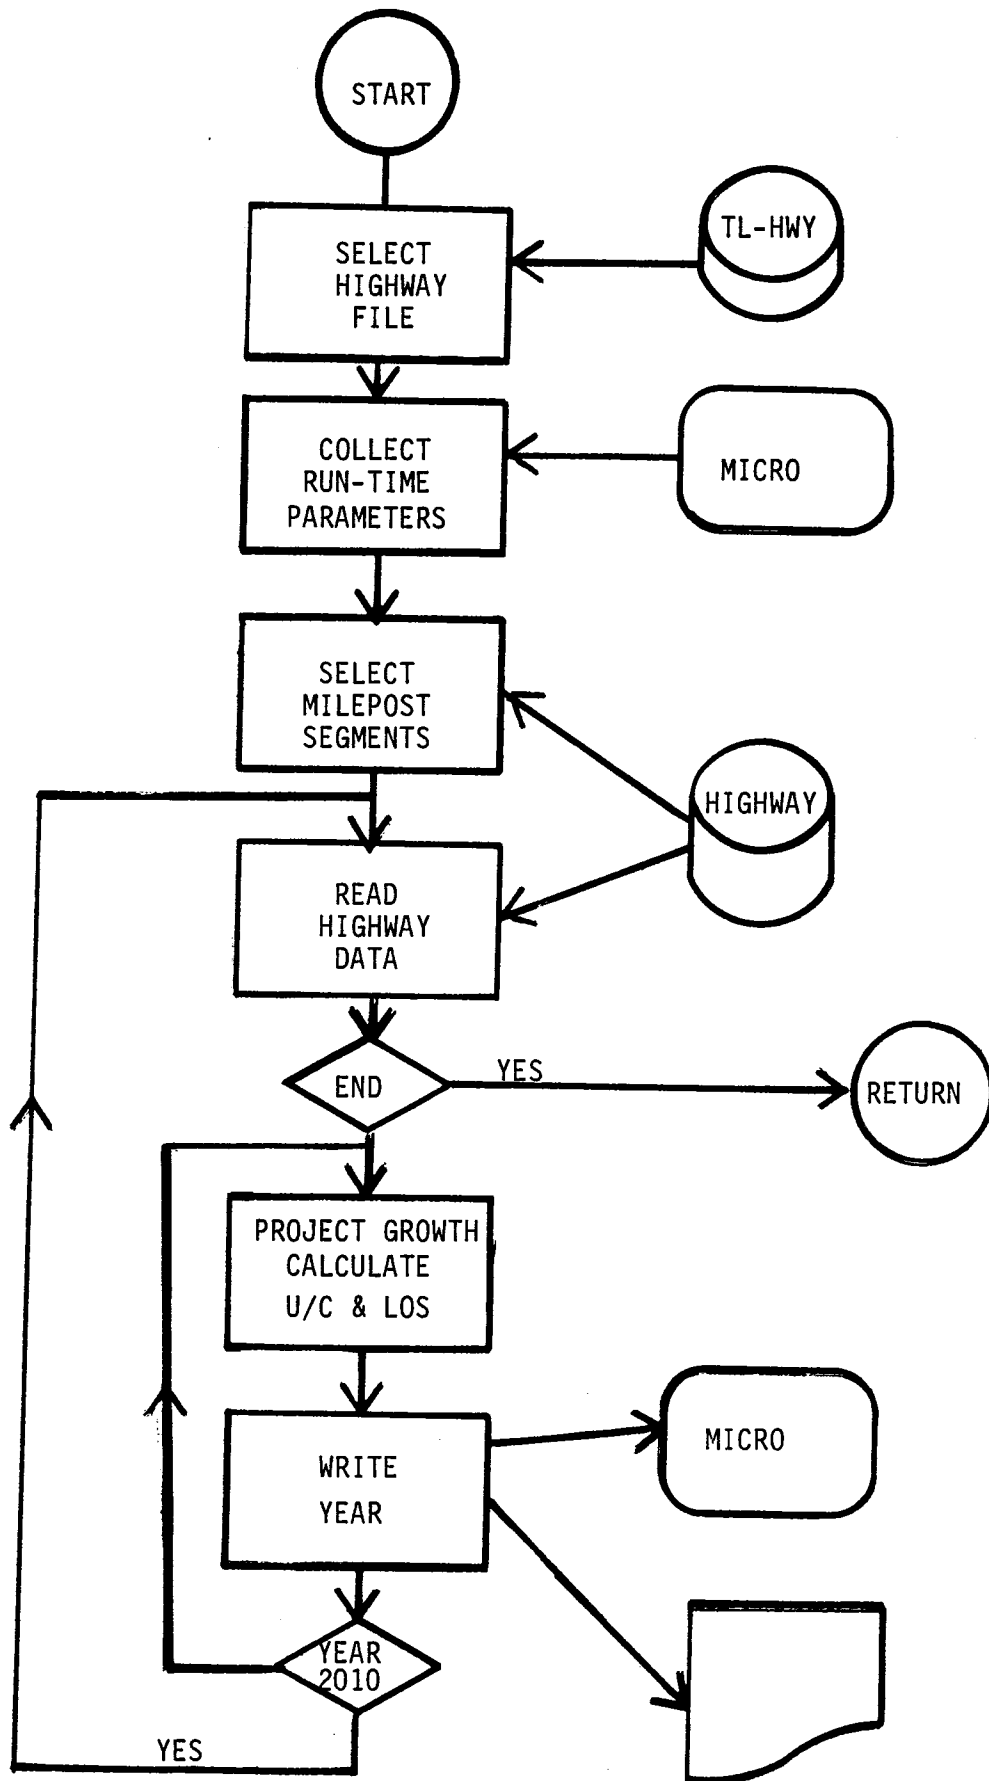 START
SELECT
HIGHWAY
FILE
TL-HWY
COLLECT
RUN-TIME
PARAMETERS
MICRO
SELECT
MILEPOST
SEGMENTS
HIGHWAY
READ
HIGHWAY
DATA
END
YES
RETURN
PROJECT GROWTH
CALCULATE
U/C & LOS
WRITE
YEAR
MICRO
YEAR
2010
YES